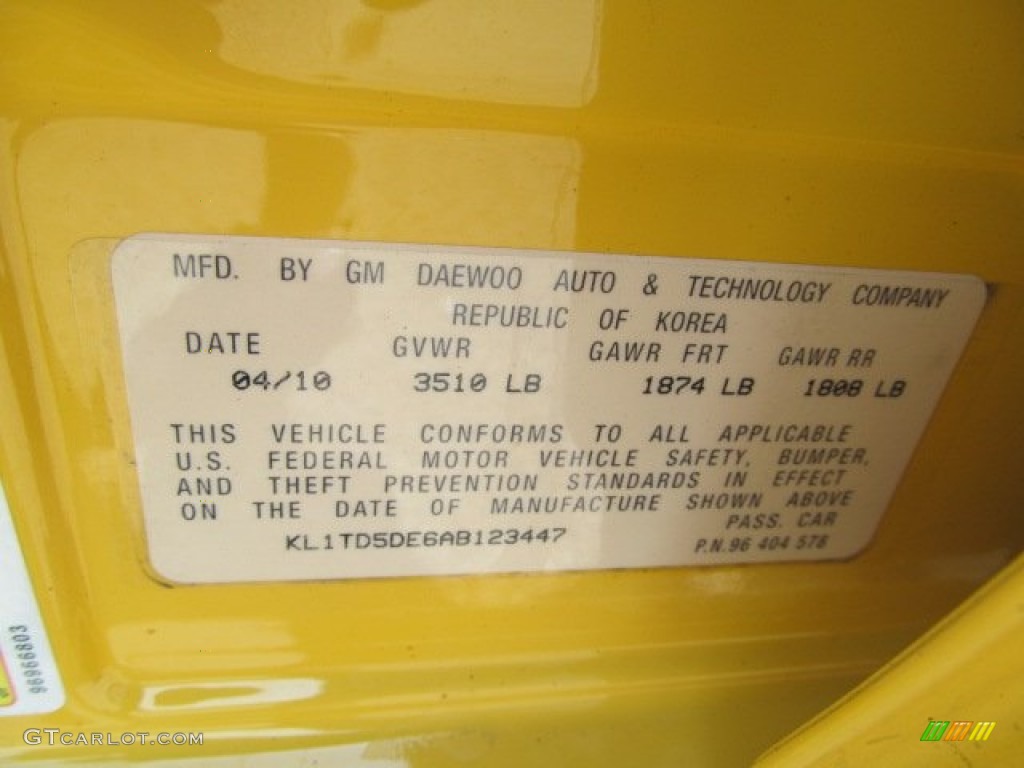 MFD. BY GM DAEWOO AUTO & TECHNOLOGY COMPANY
REPUBLIC OF KOREA
DATE GVWR GAWR FRT GAWR RR
04/10 3510 LB 1874 LB 1808 LB
THIS VEHICLE CONFORMS TO ALL APPLICABLE
U.S. FEDERAL MOTOR VEHICLE SAFETY, BUMPER,
AND THEFT PREVENTION STANDARDS IN EFFECT
ON THE DATE OF MANUFACTURE SHOWN ABOVE
PASS. CAR
KL1TD5DE6AB123447
P.N.96 404 578
96966803
GTCARLOT.COM